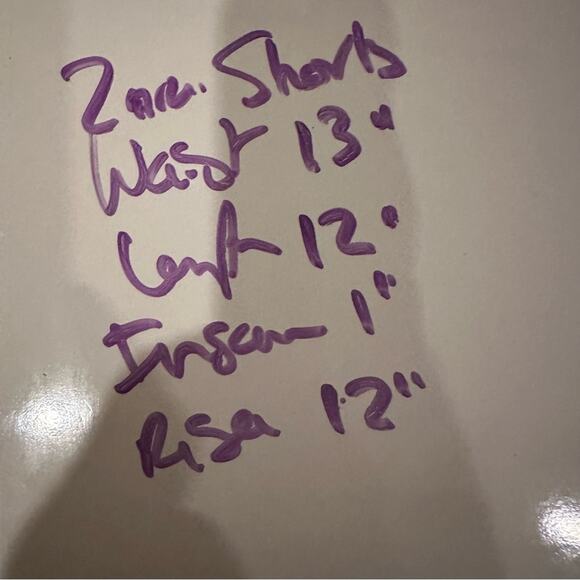 Zara Shorts
Waist 13"
Length 12"
Inseam 1"
Rise 12"